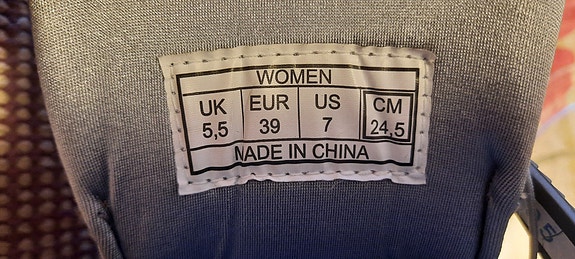 WOMEN
UK EUR US CM
5,5 39 7 24,5
MADE IN CHINA